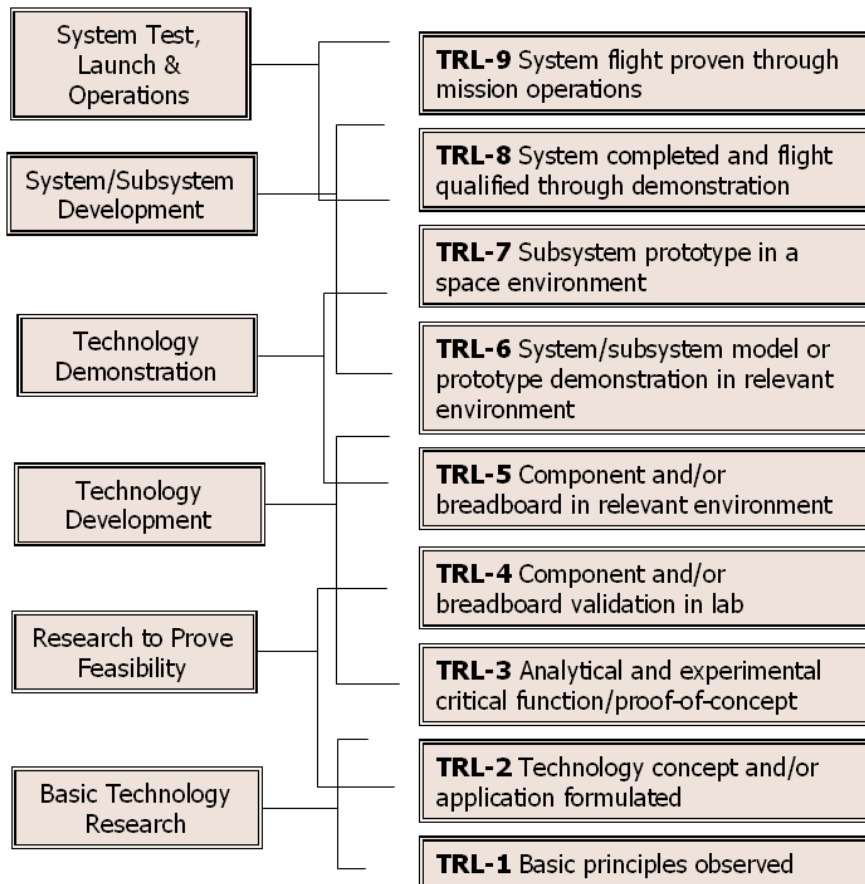 System Test,
Launch &
Operations
System/Subsystem
Development
Technology
Demonstration
Technology
Development
Research to Prove
Feasibility
Basic Technology
Research
TRL-9 System flight proven through
mission operations
TRL-8 System completed and flight
qualified through demonstration
TRL-7 Subsystem prototype in a
space environment
TRL-6 System/subsystem model or
prototype demonstration in relevant
environment
TRL-5 Component and/or
breadboard in relevant environment
TRL-4 Component and/or
breadboard validation in lab
TRL-3 Analytical and experimental
critical function/proof-of-concept
TRL-2 Technology concept and/or
application formulated
TRL-1 Basic principles observed